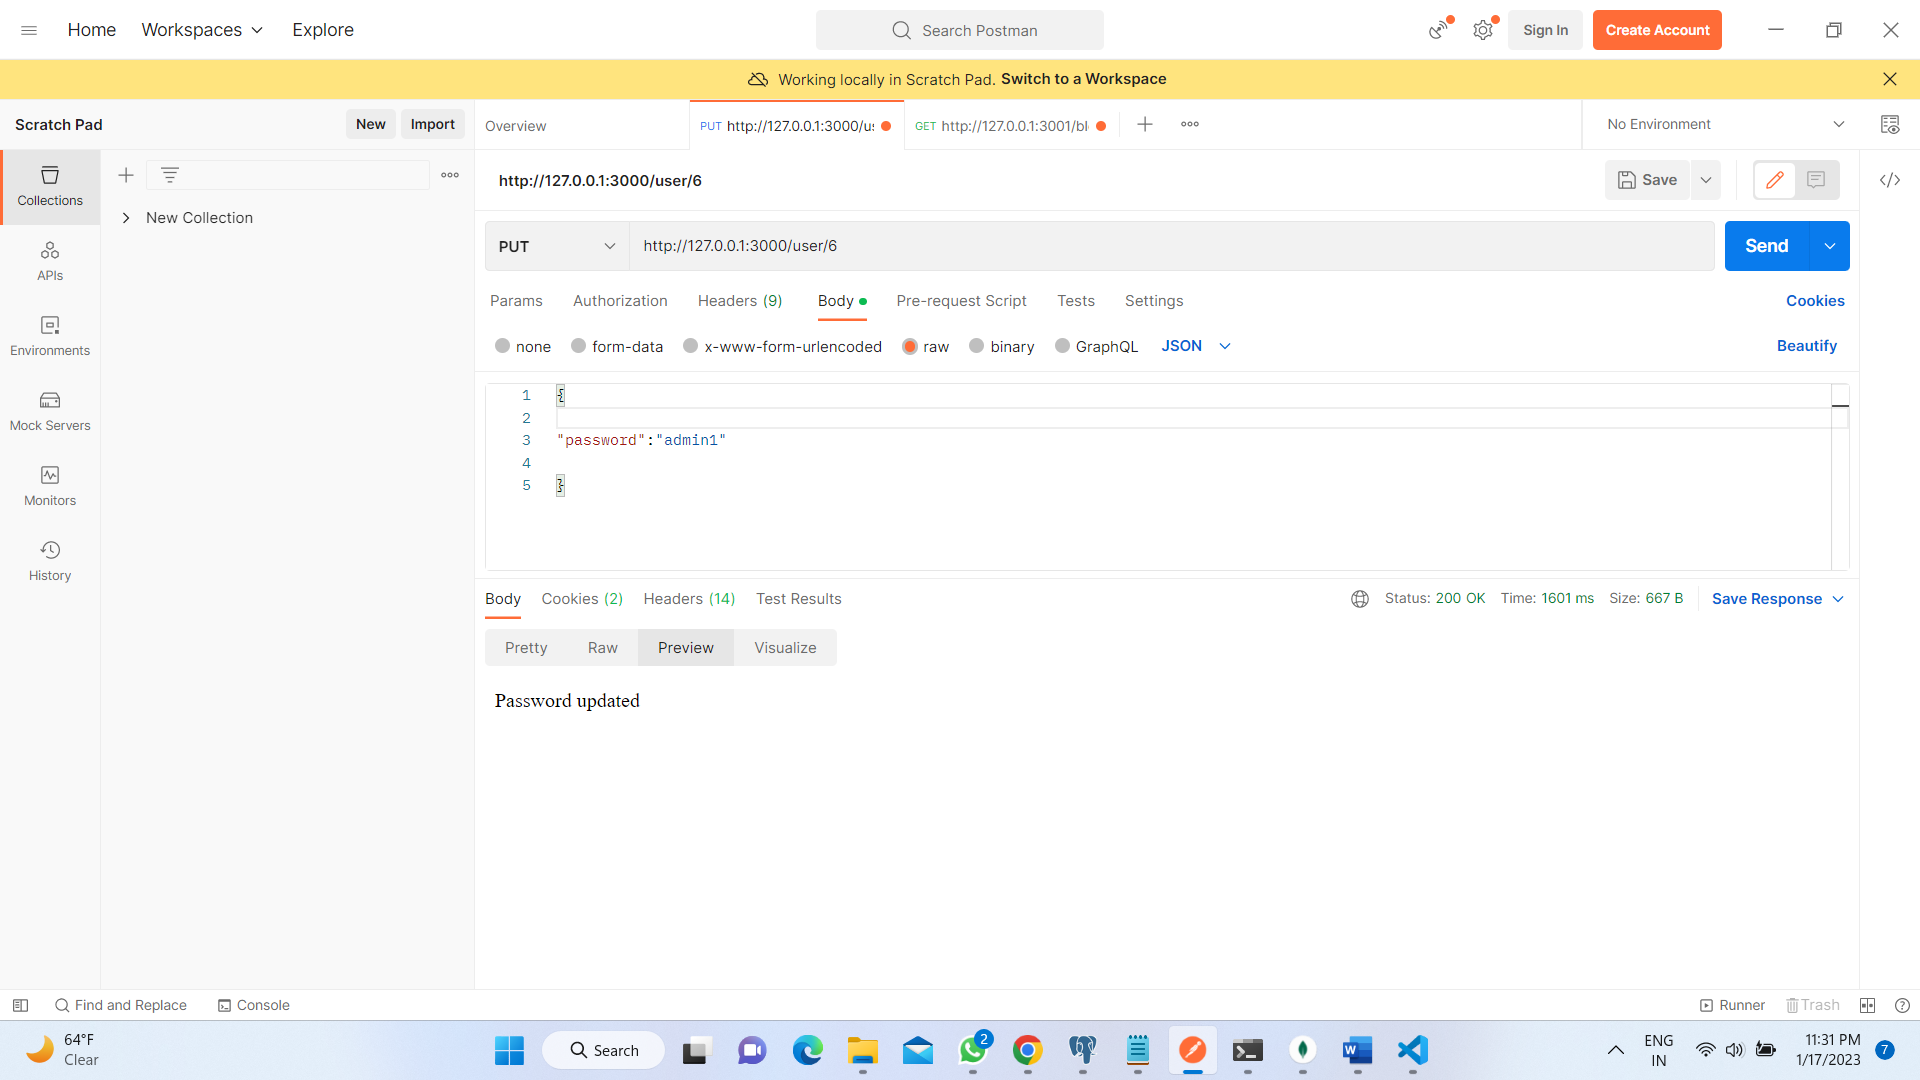 Home
Workspaces
Explore
Search Postman
Sign In
Create Account
Working locally in Scratch Pad. Switch to a Workspace
Scratch Pad
New
Import
Overview
PUT http://127.0.0.1:3000/us
GET http://127.0.0.1:3001/bl
No Environment
Collections
APIs
Environments
Mock Servers
Monitors
History
New Collection
http://127.0.0.1:3000/user/6
Save
PUT
http://127.0.0.1:3000/user/6
Send
Params
Authorization
Headers (9)
Body
Pre-request Script
Tests
Settings
Cookies
none
form-data
x-www-form-urlencoded
raw
binary
GraphQL
JSON
Beautify
1 {
2
3 "password":"admin1"
4
5 }
Body
Cookies (2)
Headers (14)
Test Results
Status: 200 OK
Time: 1601 ms
Size: 667 B
Save Response
Pretty
Raw
Preview
Visualize
Password updated
Find and Replace
Console
Runner
Trash
64°F
Clear
Search
2
ENG
IN
11:31 PM
1/17/2023
7